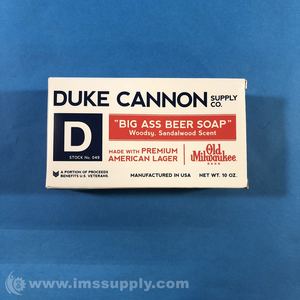 DUKE CANNON SUPPLY CO.
D
STOCK No. 049
"BIG ASS BEER SOAP"
Woodsy, Sandalwood Scent
MADE WITH PREMIUM
AMERICAN LAGER
Old
Milwaukee
A PORTION OF PROCEEDS
BENEFITS U.S. VETERANS.
MANUFACTURED IN USA
NET WT. 10 OZ.
© www.imssupply.com